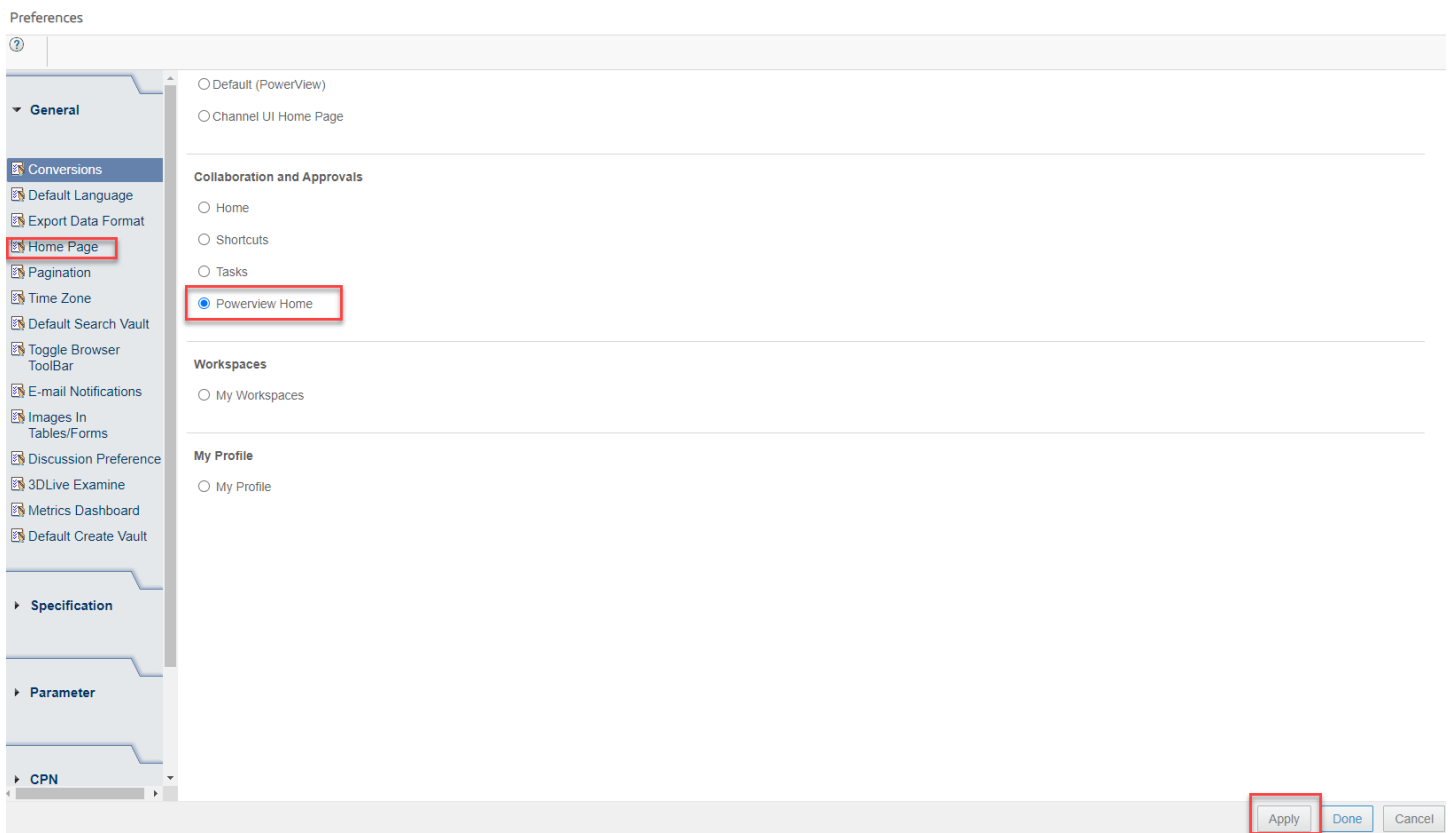 Preferences
General
Conversions
Default Language
Export Data Format
Home Page
Pagination
Time Zone
Default Search Vault
Toggle Browser
ToolBar
E-mail Notifications
Images In
Tables/Forms
Discussion Preference
3DLive Examine
Metrics Dashboard
Default Create Vault
Specification
Parameter
CPN
Default (PowerView)
Channel UI Home Page
Collaboration and Approvals
Home
Shortcuts
Tasks
Powerview Home
Workspaces
My Workspaces
My Profile
My Profile
Apply
Done
Cancel